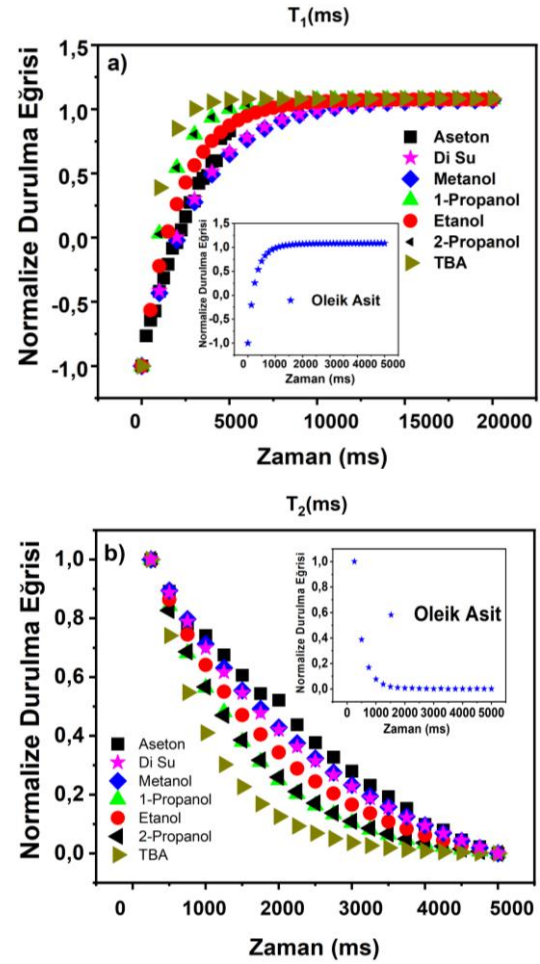 T₁(ms)
a)
Normalize Durulma Eğrisi
1,5
1,0
0,5
0,0
-0,5
-1,0
Aseton
Di Su
Metanol
1-Propanol
Etanol
2-Propanol
TBA
Normalize Durulma Eğrisi
1,5
1,0
0,5
0,0
-0,5
-1,0
Oleik Asit
0 1000 2000 3000 4000 5000
Zaman (ms)
0 5000 10000 15000 20000
Zaman (ms)
T₂(ms)
b)
Normalize Durulma Eğrisi
1,0
0,8
0,6
0,4
0,2
0,0
Normalize Durulma Eğrisi
1,0
0,8
0,6
0,4
0,2
0,0
Oleik Asit
0 1000 2000 3000 4000 5000
Zaman (ms)
Aseton
Di Su
Metanol
1-Propanol
Etanol
2-Propanol
TBA
0 1000 2000 3000 4000 5000
Zaman (ms)